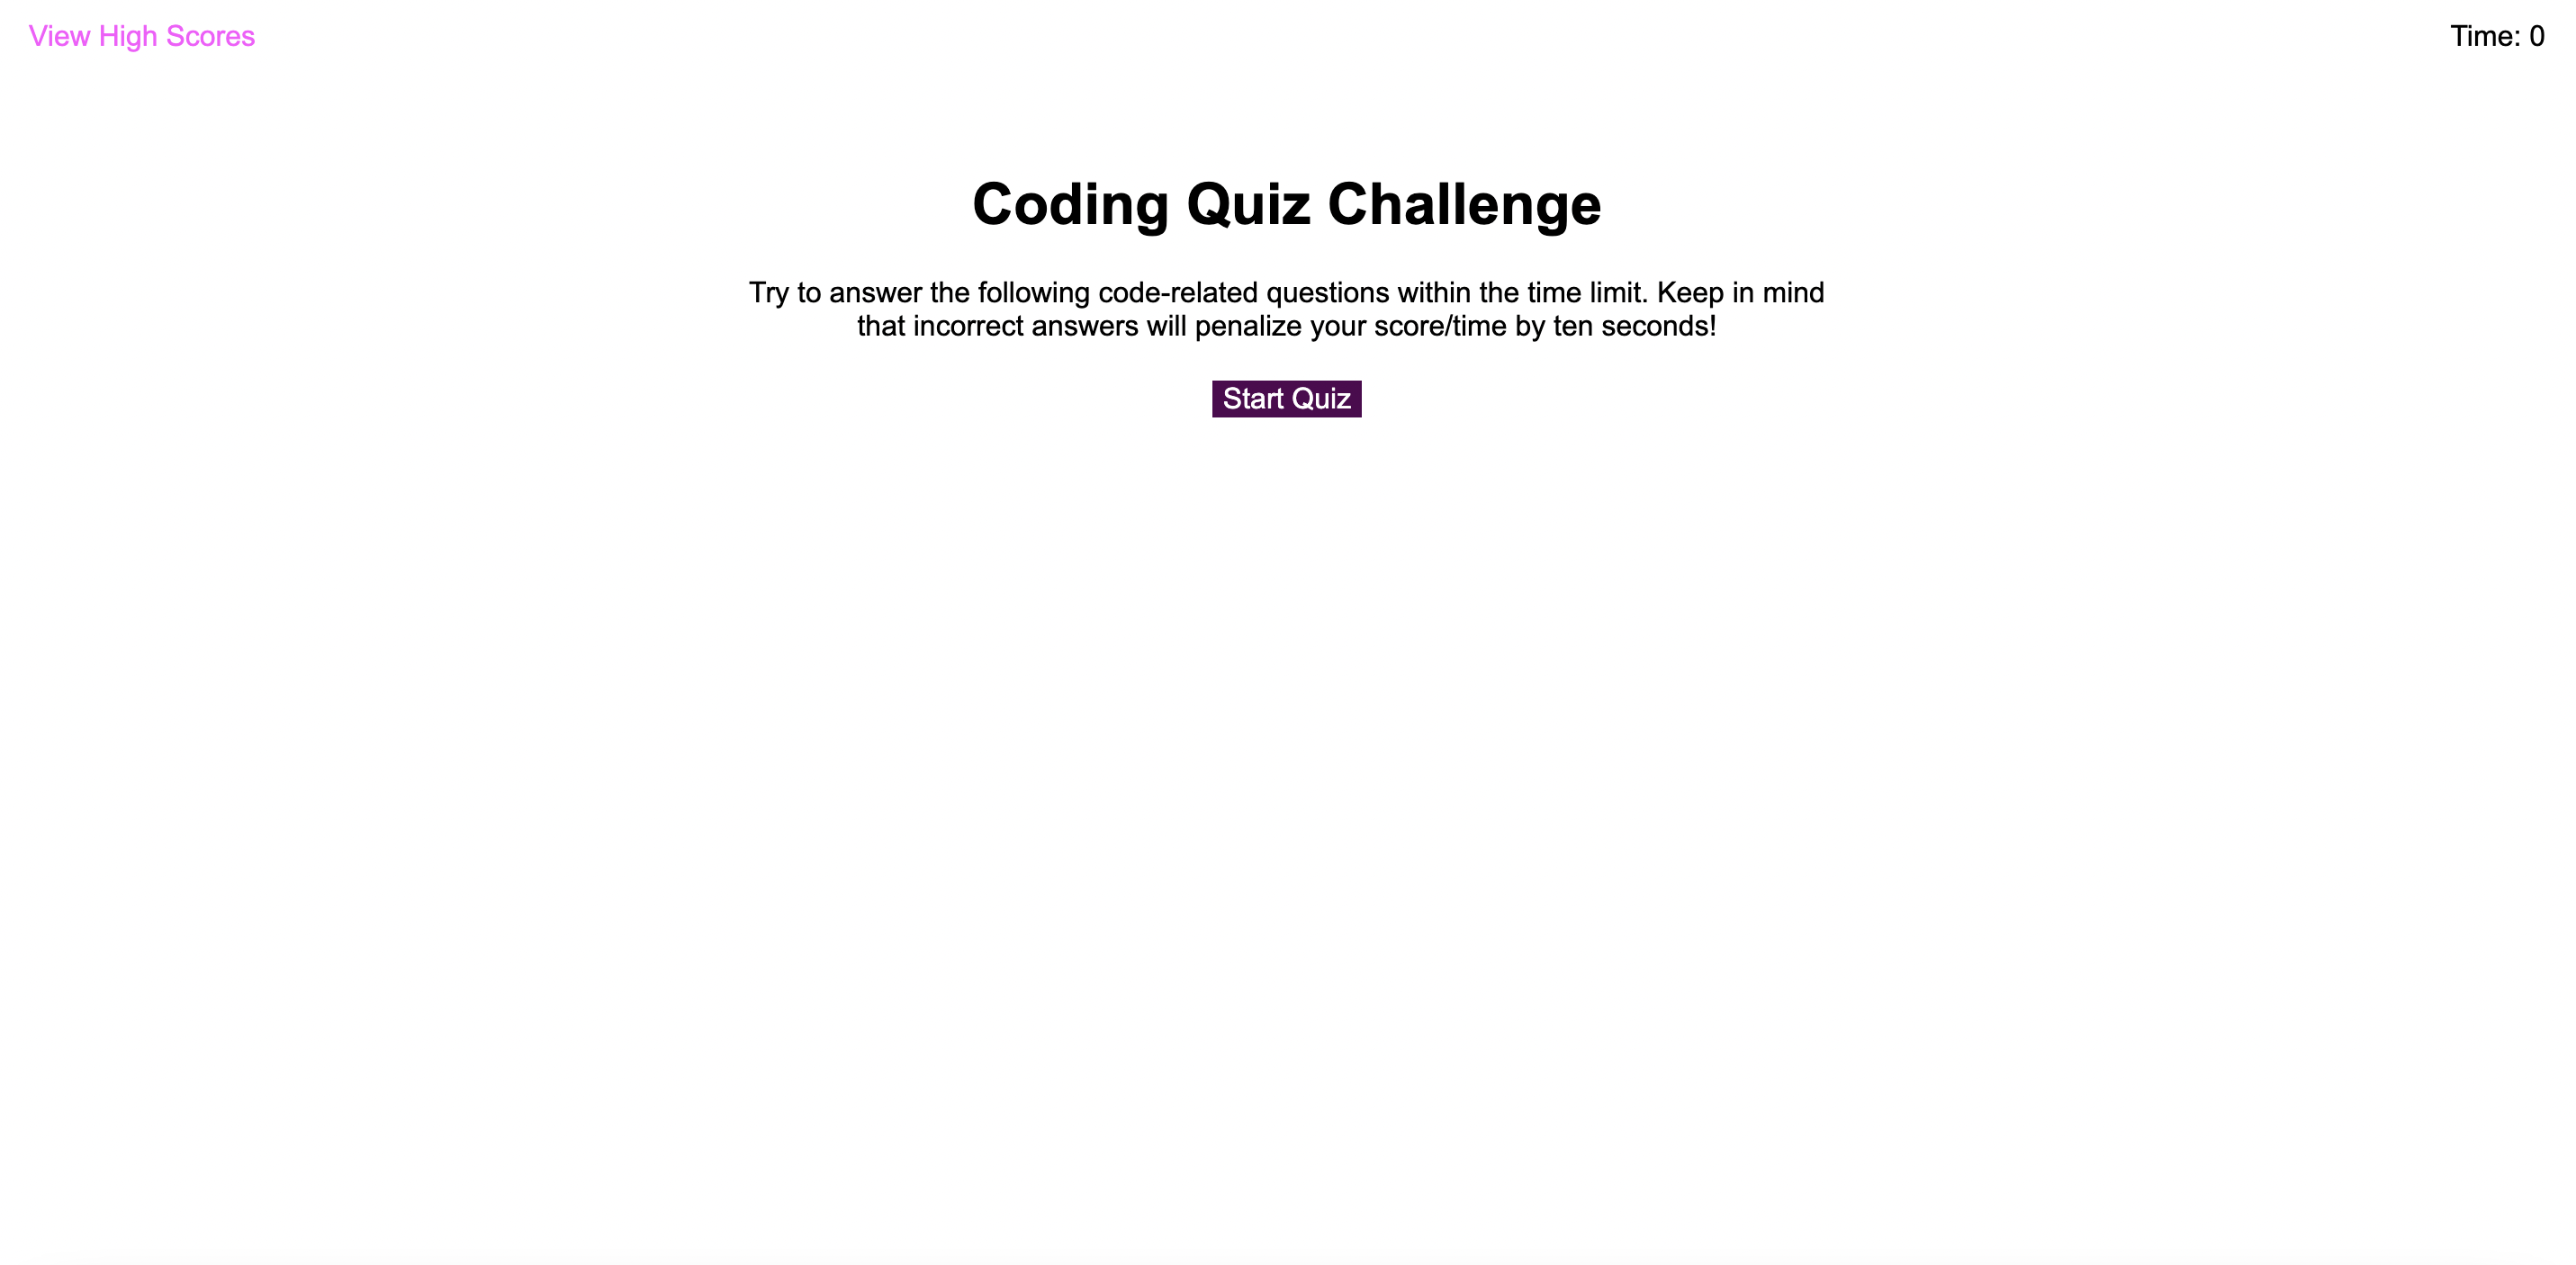 View High Scores
Time: 0
Coding Quiz Challenge
Try to answer the following code-related questions within the time limit. Keep in mind
that incorrect answers will penalize your score/time by ten seconds!
Start Quiz